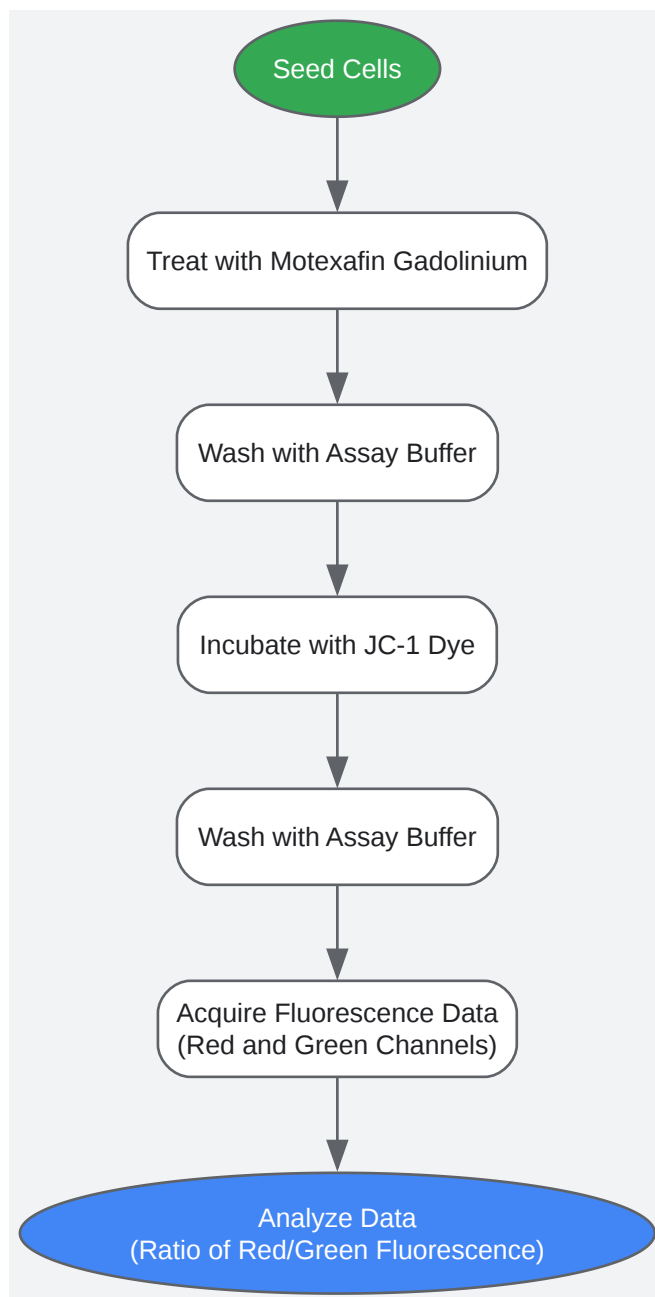 Seed Cells
Treat with Motexafin Gadolinium
Wash with Assay Buffer
Incubate with JC-1 Dye
Wash with Assay Buffer
Acquire Fluorescence Data
(Red and Green Channels)
Analyze Data
(Ratio of Red/Green Fluorescence)